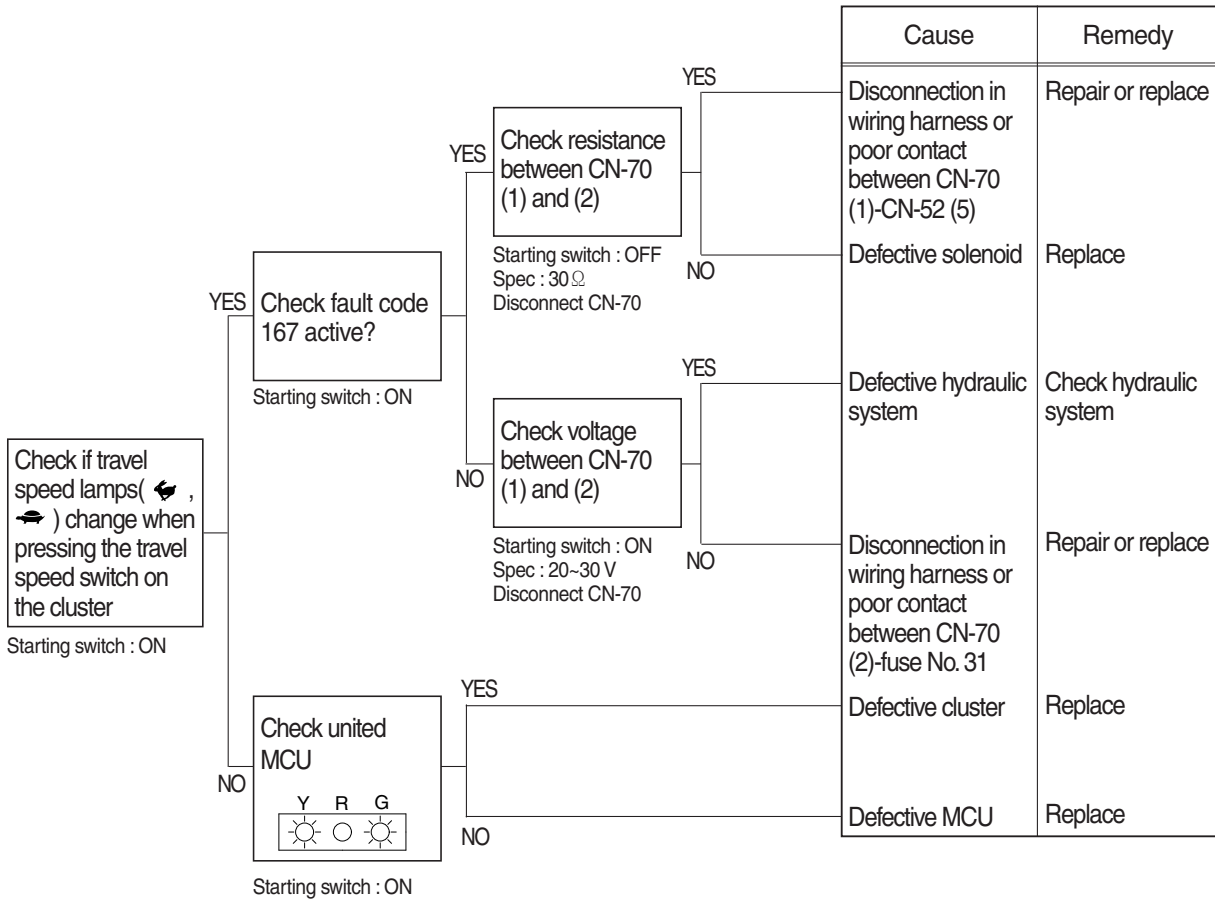 Cause
Remedy
YES
Disconnection in
wiring harness or
poor contact
between CN-70
(1)-CN-52 (5)
Repair or replace
YES
Check resistance
between CN-70
(1) and (2)
Starting switch : OFF
Spec : 30Ω
Disconnect CN-70
NO
Defective solenoid
Replace
YES
Check fault code
167 active?
Starting switch : ON
YES
Defective hydraulic
system
Check hydraulic
system
NO
Check voltage
between CN-70
(1) and (2)
Starting switch : ON
Spec : 20~30 V
Disconnect CN-70
NO
Disconnection in
wiring harness or
poor contact
between CN-70
(2)-fuse No. 31
Repair or replace
Check if travel
speed lamps( ,
) change when
pressing the travel
speed switch on
the cluster
Starting switch : ON
NO
Check united
MCU
Y R G
Starting switch : ON
YES
Defective cluster
Replace
NO
Defective MCU
Replace